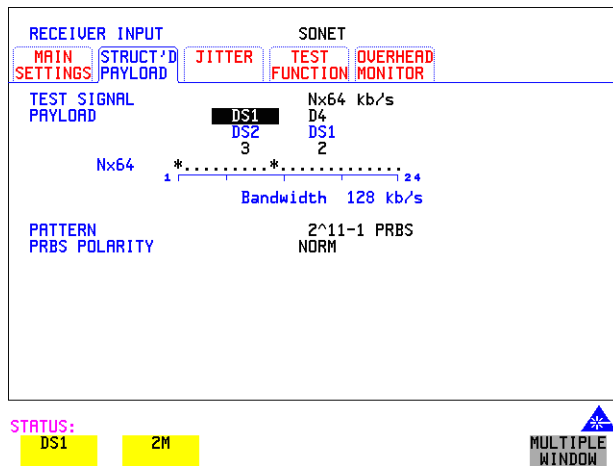 RECEIVER INPUT SONET
MAIN SETTINGS STRUCT'D PAYLOAD JITTER TEST FUNCTION OVERHEAD MONITOR
TEST SIGNAL Nx64 kb/s
PAYLOAD DS1 D4
DS2 DS1
3 2
Nx64 *.........*.............
1 24
Bandwidth 128 kb/s
PATTERN 2^11-1 PRBS
PRBS POLARITY NORM
STATUS:
DS1 2M
MULTIPLE WINDOW